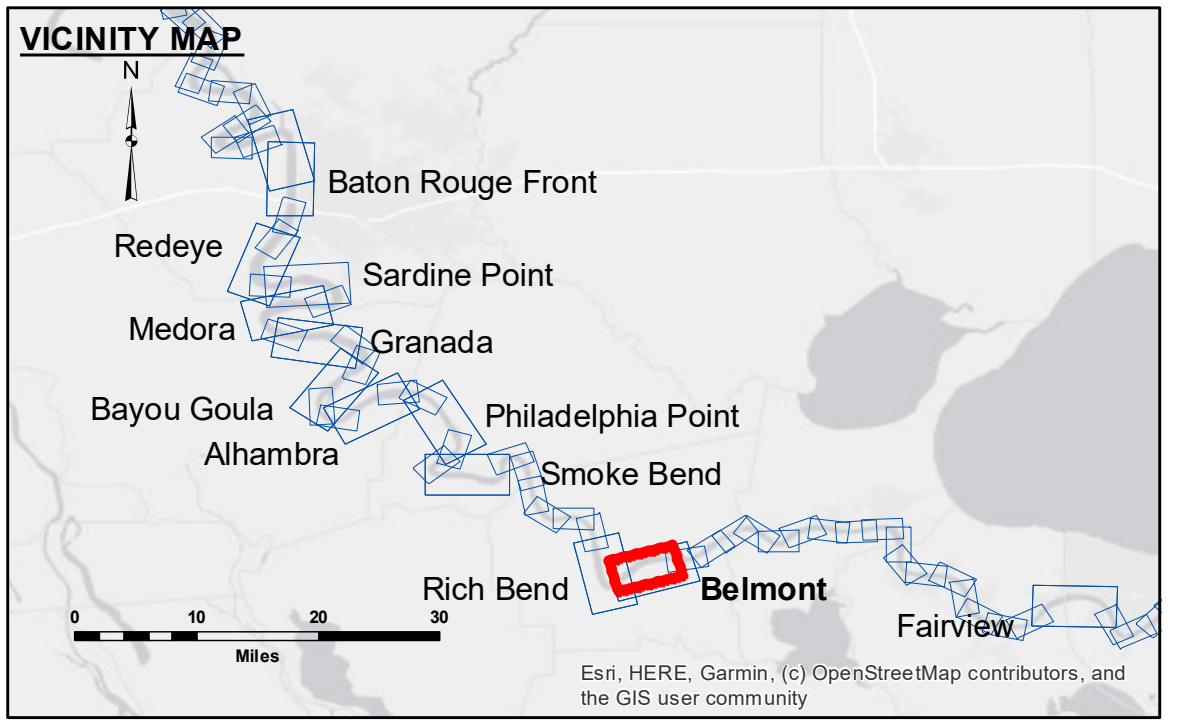 VICINITY MAP
N
Baton Rouge Front
Redeye
Sardine Point
Medora
Granada
Bayou Goula
Philadelphia Point
Alhambra
Smoke Bend
Rich Bend
Belmont
0 10 20 30
Miles
Fairview
Esri, HERE, Garmin, (c) OpenStreetMap contributors, and
the GIS user community